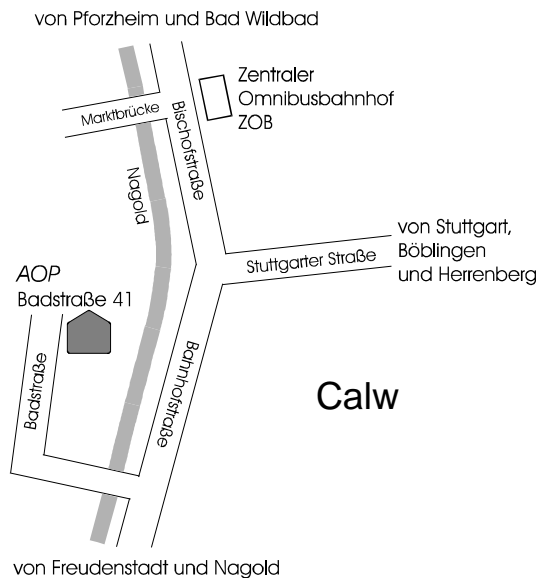 von Pforzheim und Bad Wildbad
Zentraler
Omnibusbahnhof
ZOB
Marktbrücke
Bischofstraße
Nagold
von Stuttgart,
Böblingen
und Herrenberg
Stuttgarter Straße
AOP
Badstraße 41
Badstraße
Bahnhofstraße
Calw
von Freudenstadt und Nagold